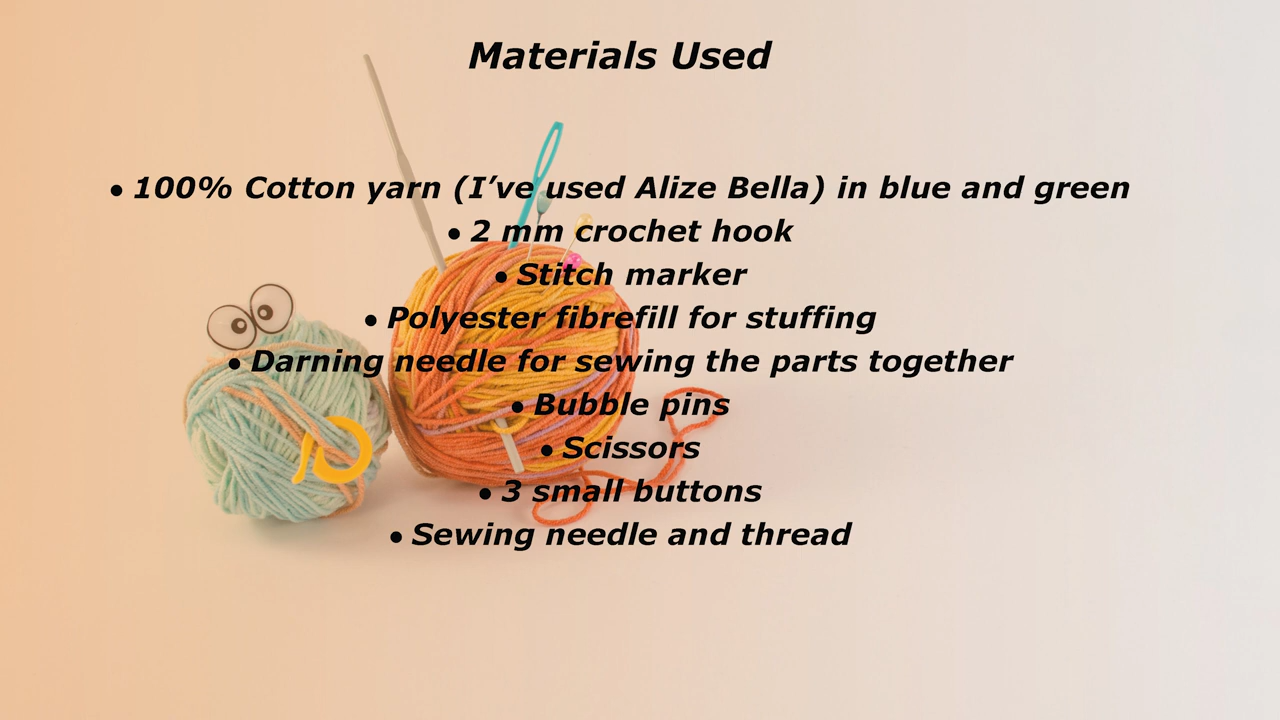 Materials Used
• 100% Cotton yarn (I’ve used Alize Bella) in blue and green
• 2 mm crochet hook
• Stitch marker
• Polyester fibrefill for stuffing
• Darning needle for sewing the parts together
• Bubble pins
• Scissors
• 3 small buttons
• Sewing needle and thread